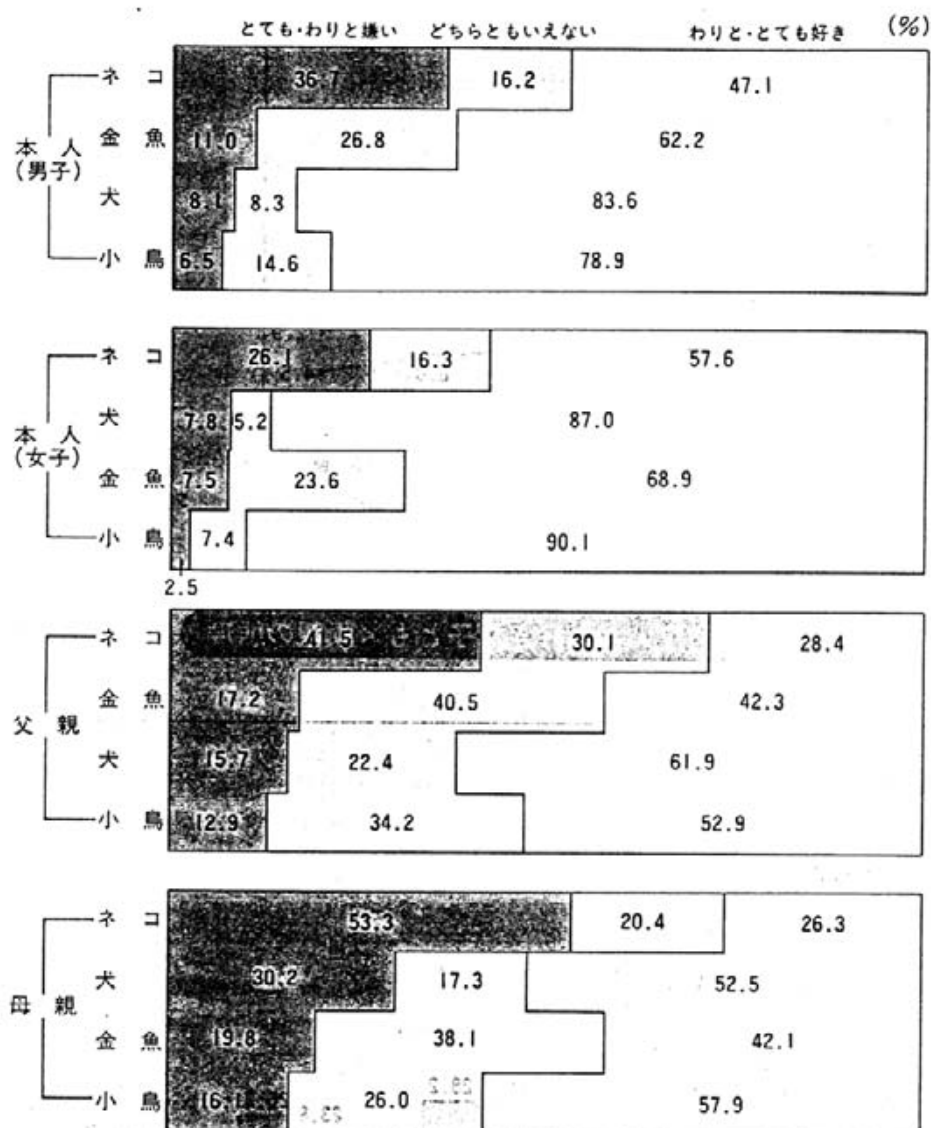 とても・わりと嫌い どちらともいえない わりと・とても好き (%)
本人(男子)
ネコ 36.7 16.2 47.1
金魚 11.0 26.8 62.2
犬 8.1 8.3 83.6
小鳥 6.5 14.6 78.9
本人(女子)
ネコ 26.1 16.3 57.6
犬 7.8 5.2 87.0
金魚 7.5 23.6 68.9
小鳥 7.4 90.1
2.5
父親
ネコ 41.5 30.1 28.4
金魚 17.2 40.5 42.3
犬 15.7 22.4 61.9
小鳥 12.9 34.2 52.9
母親
ネコ 53.3 20.4 26.3
犬 30.2 17.3 52.5
金魚 19.8 38.1 42.1
小鳥 16.1 26.0 57.9